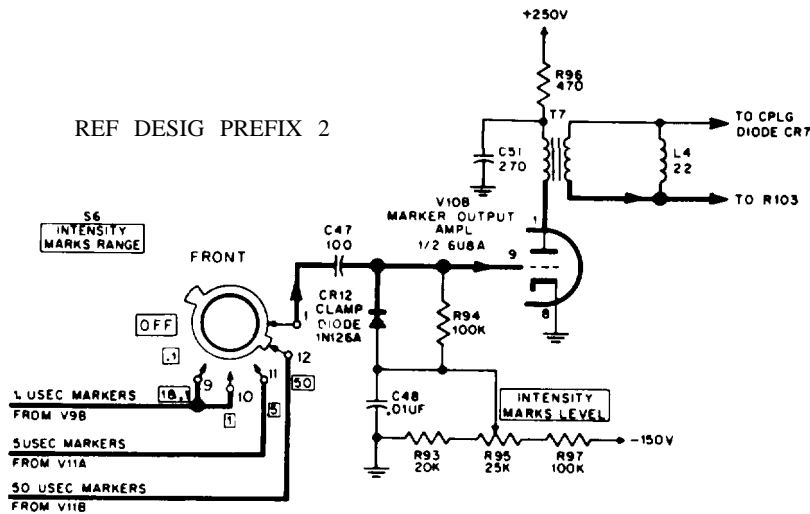 +250V
R96
470
REF DESIG PREFIX 2
T7
TO CPLG
DIODE CR7
C51
270
L4
22
V10B
MARKER OUTPUT
AMPL
1/2 6U8A
TO R103
S6
INTENSITY
MARKS RANGE
C47
100
FRONT
1
9
8
CR12
CLAMP
DIODE
1N126A
R94
100K
OFF
1
.1
12
11
50
9
10
1
5
INTENSITY
MARKS LEVEL
1 USEC MARKERS
FROM V9B
C48
.01UF
5 USEC MARKERS
FROM V11A
R93
20K
R95
25K
R97
100K
-150V
50 USEC MARKERS
FROM V11B